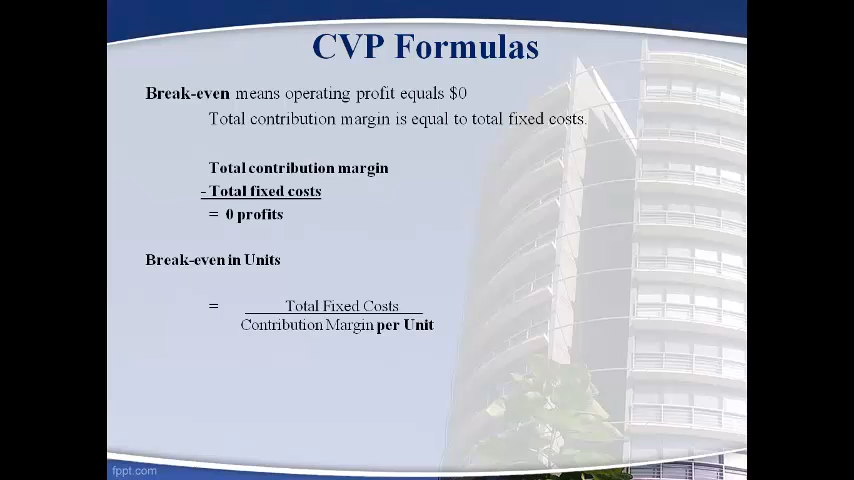 CVP Formulas
Break-even means operating profit equals $0
Total contribution margin is equal to total fixed costs.
Total contribution margin
- Total fixed costs
= 0 profits
Break-even in Units
= Total Fixed Costs
Contribution Margin per Unit
fppt.com